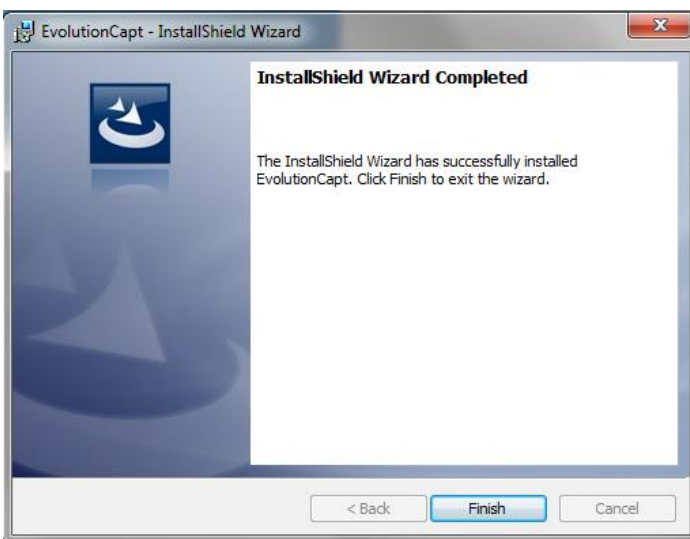 EvolutionCapt - InstallShield Wizard
InstallShield Wizard Completed
The InstallShield Wizard has successfully installed
EvolutionCapt. Click Finish to exit the wizard.
< Back
Finish
Cancel